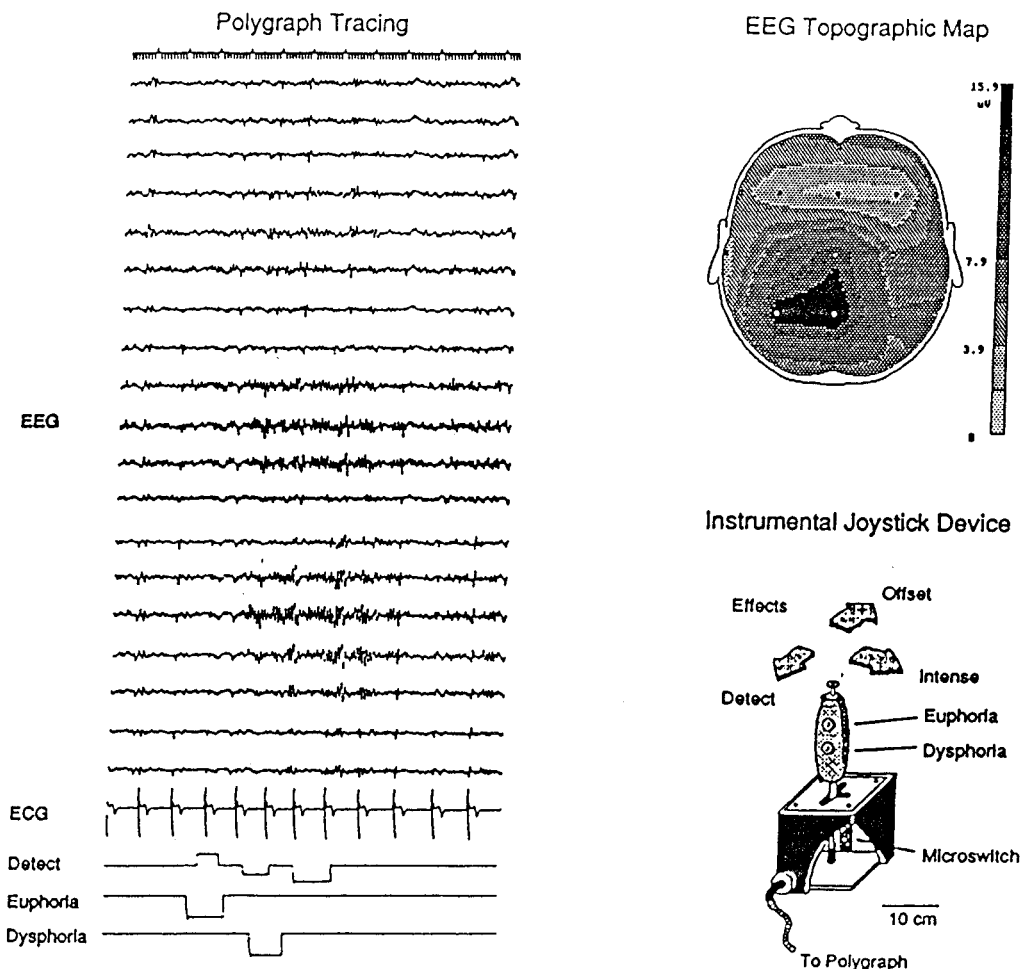 Polygraph Tracing
EEG
ECG
Detect
Euphoria
Dysphoria
EEG Topographic Map
15.9
uV
7.9
3.9
0
Instrumental Joystick Device
Effects
Offset
Detect
Intense
Euphoria
Dysphoria
Microswitch
10 cm
To Polygraph